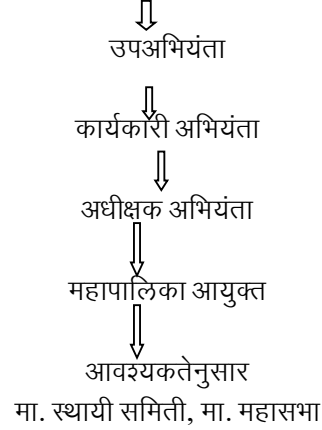 उपअभियंता
कार्यकारी अभियंता
अधीक्षक अभियंता
महापालिका आयुक्त
आवश्यकतेनुसार
मा. स्थायी समिती, मा. महासभा